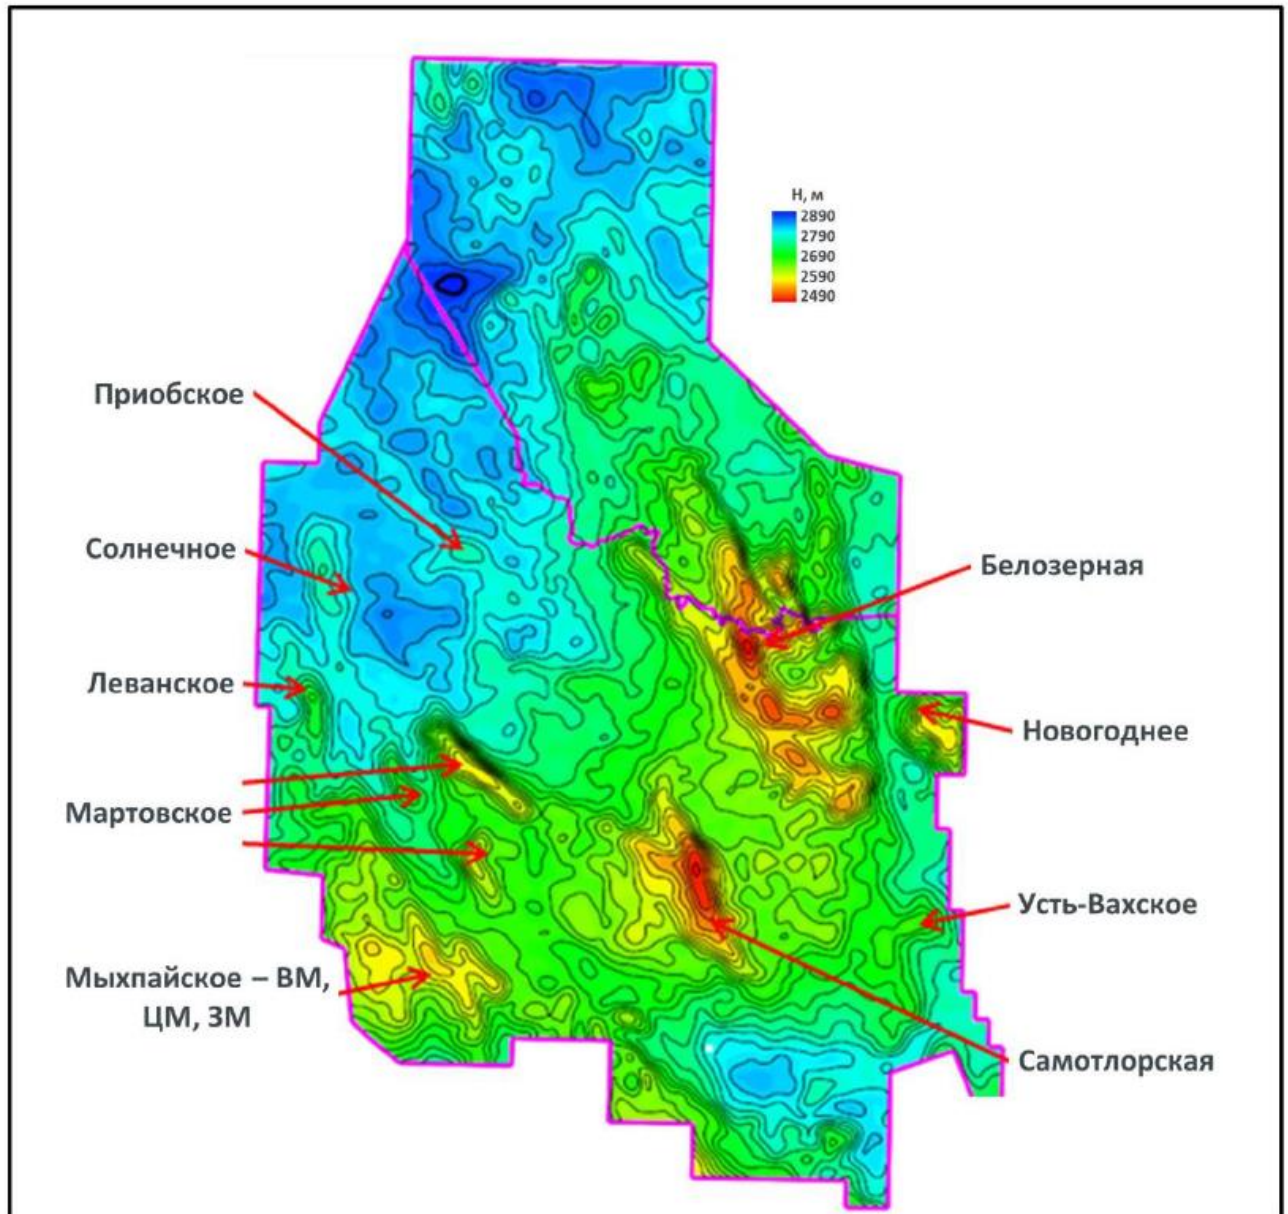 Н, м
2890
2790
2690
2590
2490
Приобское
Солнечное
Белозерная
Леванское
Новогоднее
Мартовское
Усть-Вахское
Мыхпайское – ВМ,
ЦМ, ЗМ
Самотлорская